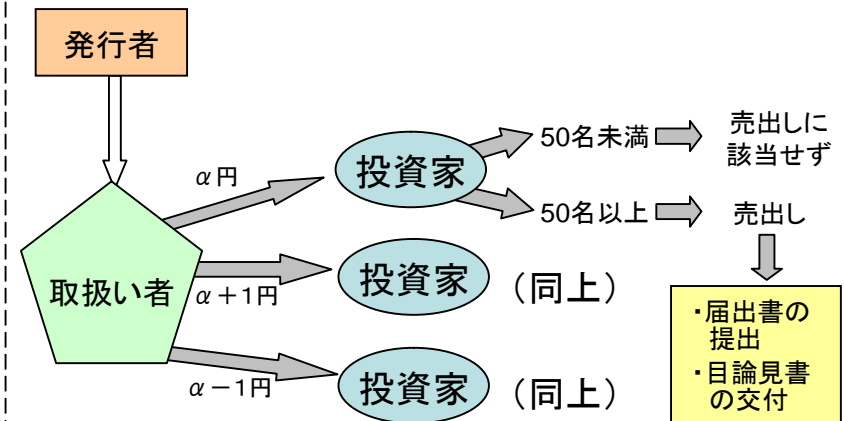 発行者
α円
投資家
50名未満
売出しに
該当せず
50名以上
売出し
取扱い者
α+1円
投資家
(同上)
α-1円
投資家
(同上)
・届出書の
提出
・目論見書
の交付